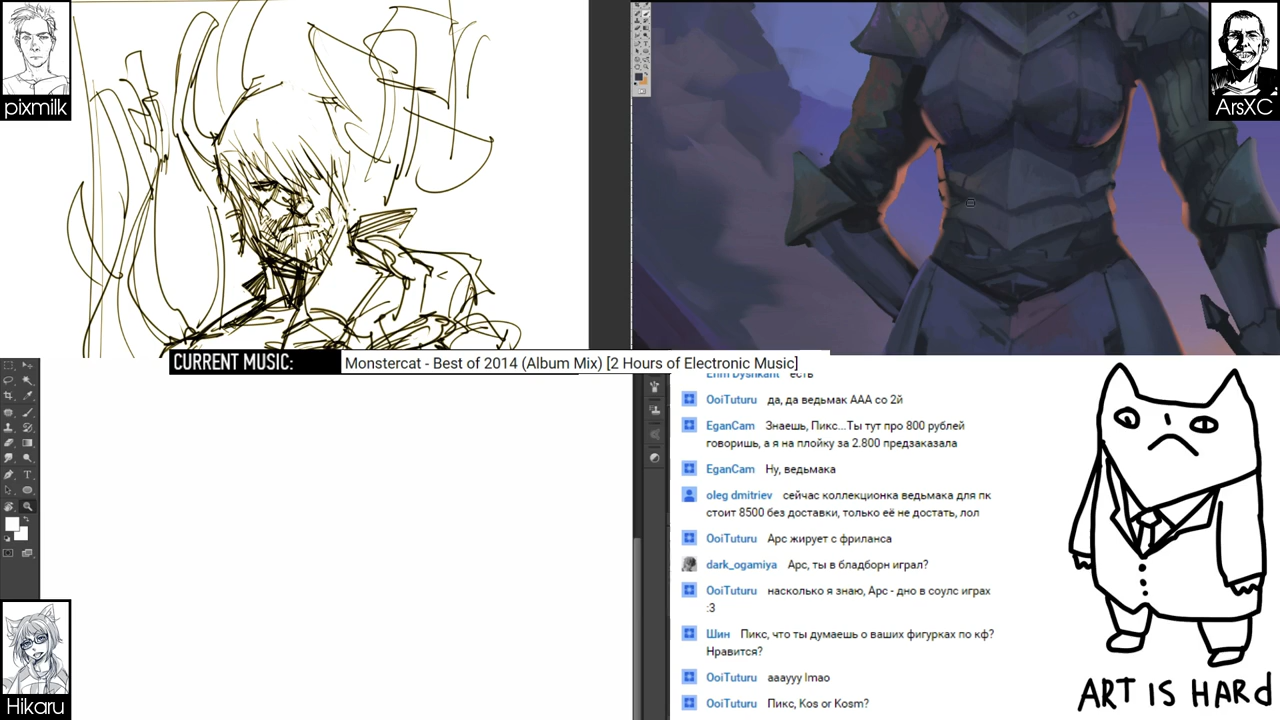 pixmilk
ArsXC
CURRENT MUSIC:
Monstercat - Best of 2014 (Album Mix) [2 Hours of Electronic Music]
есть
OoiTuturu да, да ведьмак ААА со 2й
EganCam Знаешь, Пикс...Ты тут про 800 рублей
говоришь, а я на плойку за 2.800 предзаказала
EganCam Ну, ведьмака
oleg dmitriev сейчас коллекционка ведьмака для пк
стоит 8500 без доставки, только её не достать, лол
OoiTuturu Арс жирует с фриланса
dark_ogamiya Арс, ты в бладборн играл?
OoiTuturu насколько я знаю, Арс - дно в соулс играх
:3
Шин Пикс, что ты думаешь о ваших фигурках по кф?
Нравится?
OoiTuturu aaayyy lmao
OoiTuturu Пикс, Kos or Kosm?
Hikaru
ART IS HARd